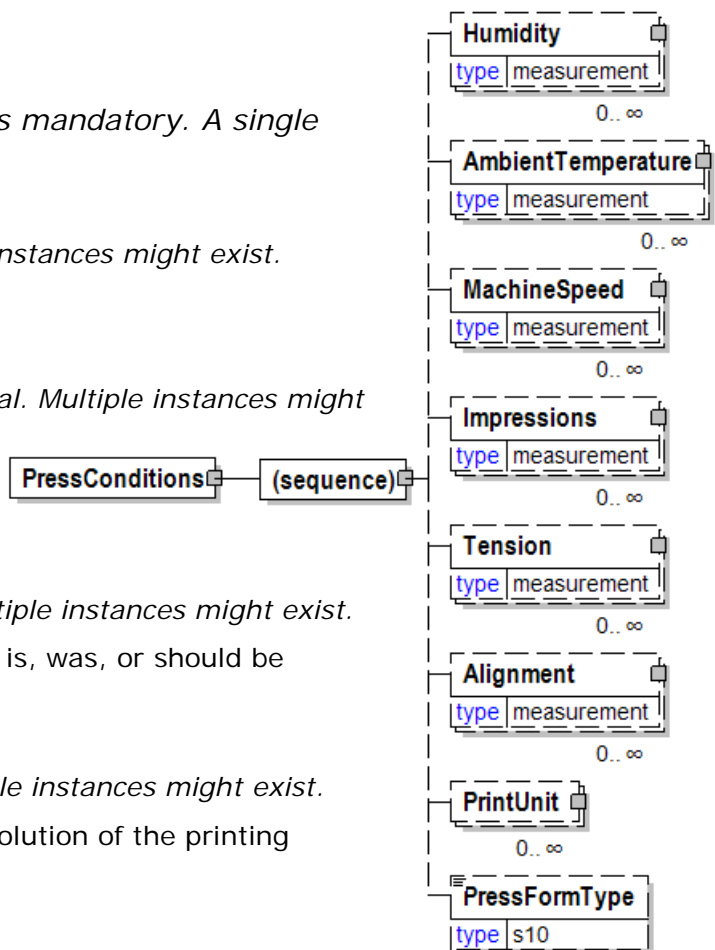 s mandatory. A single
nstances might exist.
al. Multiple instances might
tiple instances might exist.
is, was, or should be
le instances might exist.
olution of the printing
PressConditions
(sequence)
Humidity
type measurement
0.. ∞
AmbientTemperature
type measurement
0.. ∞
MachineSpeed
type measurement
0.. ∞
Impressions
type measurement
0.. ∞
Tension
type measurement
0.. ∞
Alignment
type measurement
0.. ∞
PrintUnit
0.. ∞
PressFormType
type s10